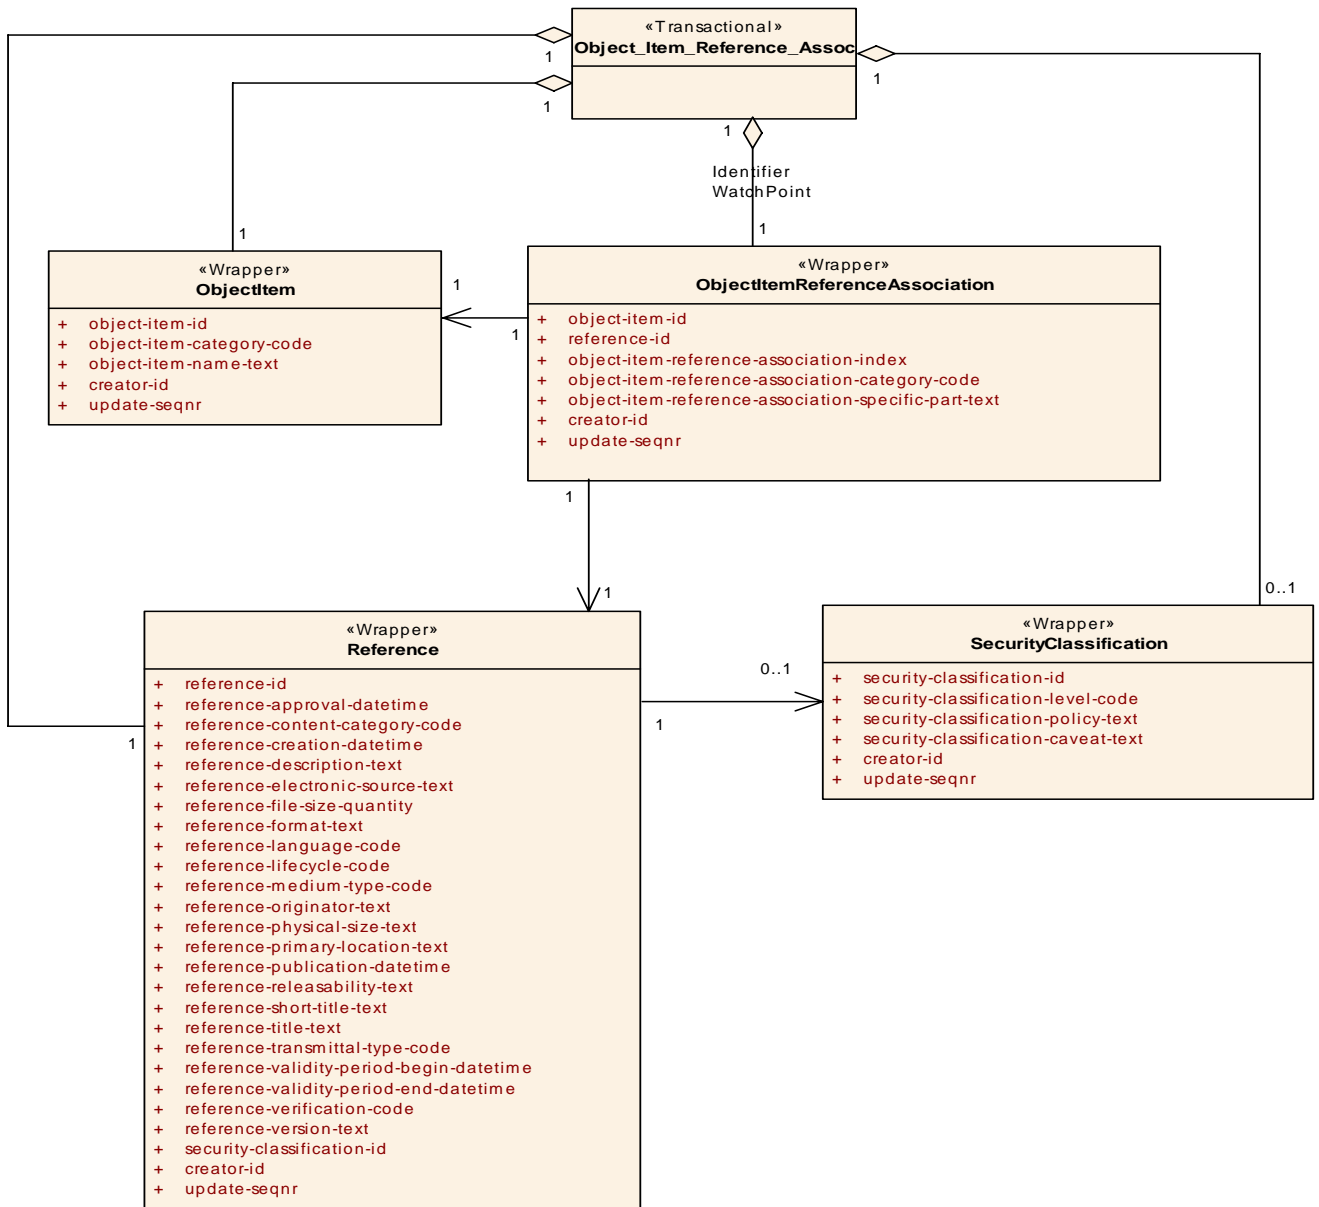 «Transactional»
Object_Item_Reference_Assoc
1
1
1
1
Identifier
WatchPoint
1
1
«Wrapper»
ObjectItem
+ object-item-id
+ object-item-category-code
+ object-item-name-text
+ creator-id
+ update-seqnr
1
1
«Wrapper»
ObjectItemReferenceAssociation
+ object-item-id
+ reference-id
+ object-item-reference-association-index
+ object-item-reference-association-category-code
+ object-item-reference-association-specific-part-text
+ creator-id
+ update-seqnr
1
1
0..1
«Wrapper»
Reference
+ reference-id
+ reference-approval-datetime
+ reference-content-category-code
+ reference-creation-datetime
+ reference-description-text
+ reference-electronic-source-text
+ reference-file-size-quantity
+ reference-format-text
+ reference-language-code
+ reference-lifecycle-code
+ reference-medium-type-code
+ reference-originator-text
+ reference-physical-size-text
+ reference-primary-location-text
+ reference-publication-datetime
+ reference-releasability-text
+ reference-short-title-text
+ reference-title-text
+ reference-transmittal-type-code
+ reference-validity-period-begin-datetime
+ reference-validity-period-end-datetime
+ reference-verification-code
+ reference-version-text
+ security-classification-id
+ creator-id
+ update-seqnr
1
0..1
1
«Wrapper»
SecurityClassification
+ security-classification-id
+ security-classification-level-code
+ security-classification-policy-text
+ security-classification-caveat-text
+ creator-id
+ update-seqnr